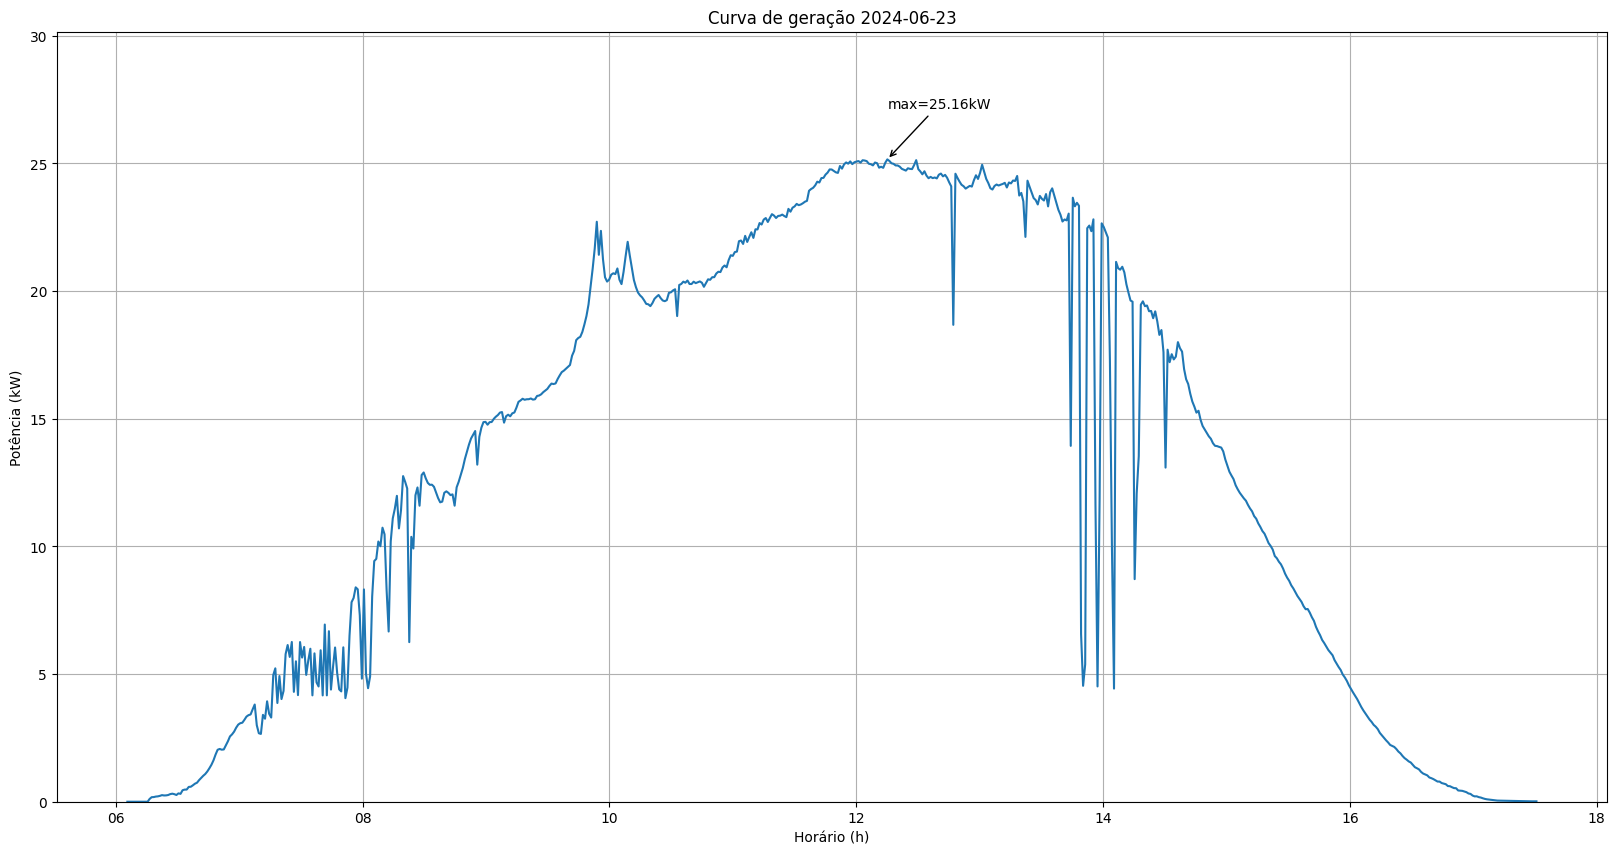 Curva de geração 2024-06-23
30
25
20
15
10
5
0
Potência (kW)
max=25.16kW
06 08 10 12 14 16 18
Horário (h)